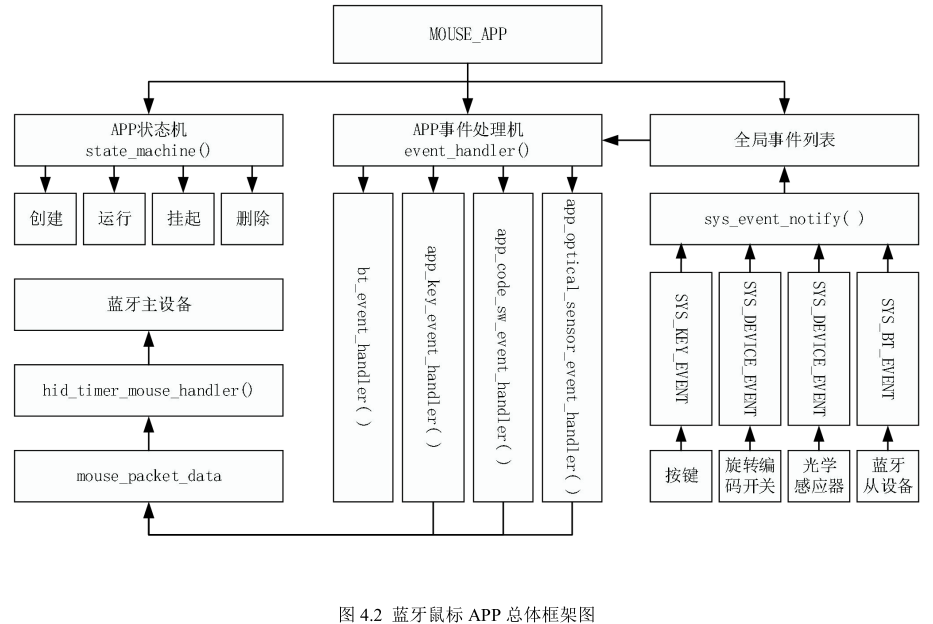 MOUSE_APP
APP状态机
state_machine()
APP事件处理机
event_handler()
全局事件列表
创建
运行
挂起
删除
sys_event_notify( )
蓝牙主设备
hid_timer_mouse_handler()
mouse_packet_data
bt_event_handler( )
app_key_event_handler( )
app_code_sw_event_handler( )
app_optical_sensor_event_handler( )
SYS_KEY_EVENT
SYS_DEVICE_EVENT
SYS_DEVICE_EVENT
SYS_BT_EVENT
按键
旋转编
码开关
光学
感应器
蓝牙
从设备
图 4.2 蓝牙鼠标 APP 总体框架图